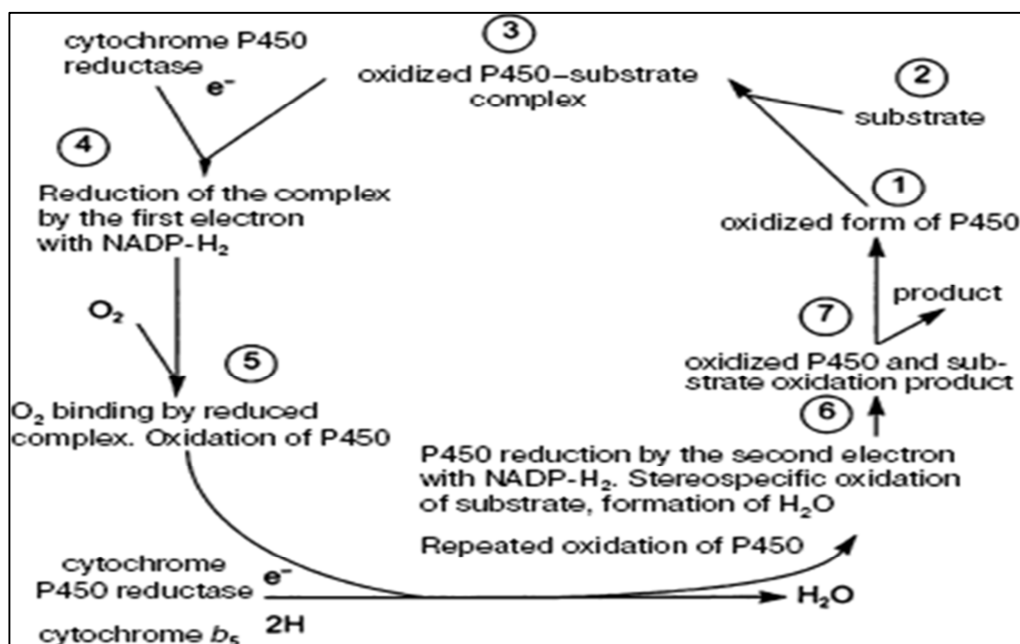 cytochrome P450
reductase
e⁻
3
oxidized P450–substrate
complex
2
substrate
4
Reduction of the complex
by the first electron
with NADP-H₂
1
oxidized form of P450
O₂
product
7
5
oxidized P450 and sub-
strate oxidation product
O₂ binding by reduced
complex. Oxidation of P450
6
P450 reduction by the second electron
with NADP-H₂. Stereospecific oxidation
of substrate, formation of H₂O
Repeated oxidation of P450
cytochrome
P450 reductase
e⁻
H₂O
cytochrome b₅
2H